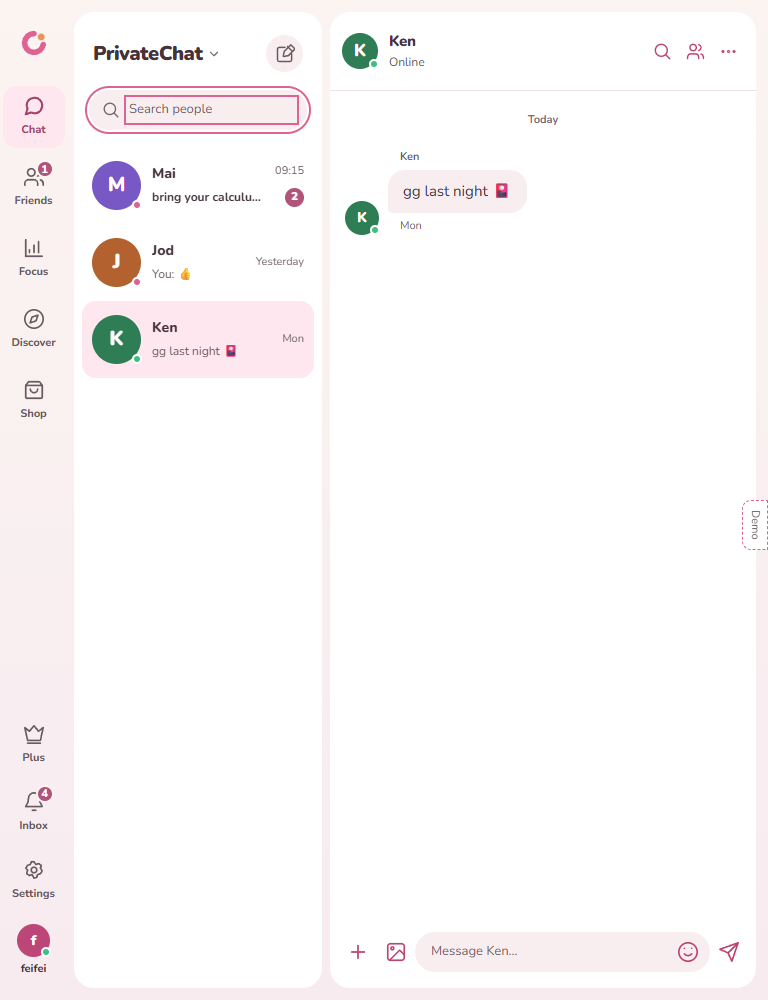 PrivateChat
Search people
Chat
1
Friends
Focus
Discover
Shop
Plus
4
Inbox
Settings
f
feifei
M
Mai
09:15
bring your calculu...
2
J
Jod
Yesterday
You: 👍
K
Ken
Mon
gg last night 🎴
K
Ken
Online
Today
Ken
gg last night 🎴
K
Mon
Demo
Message Ken...